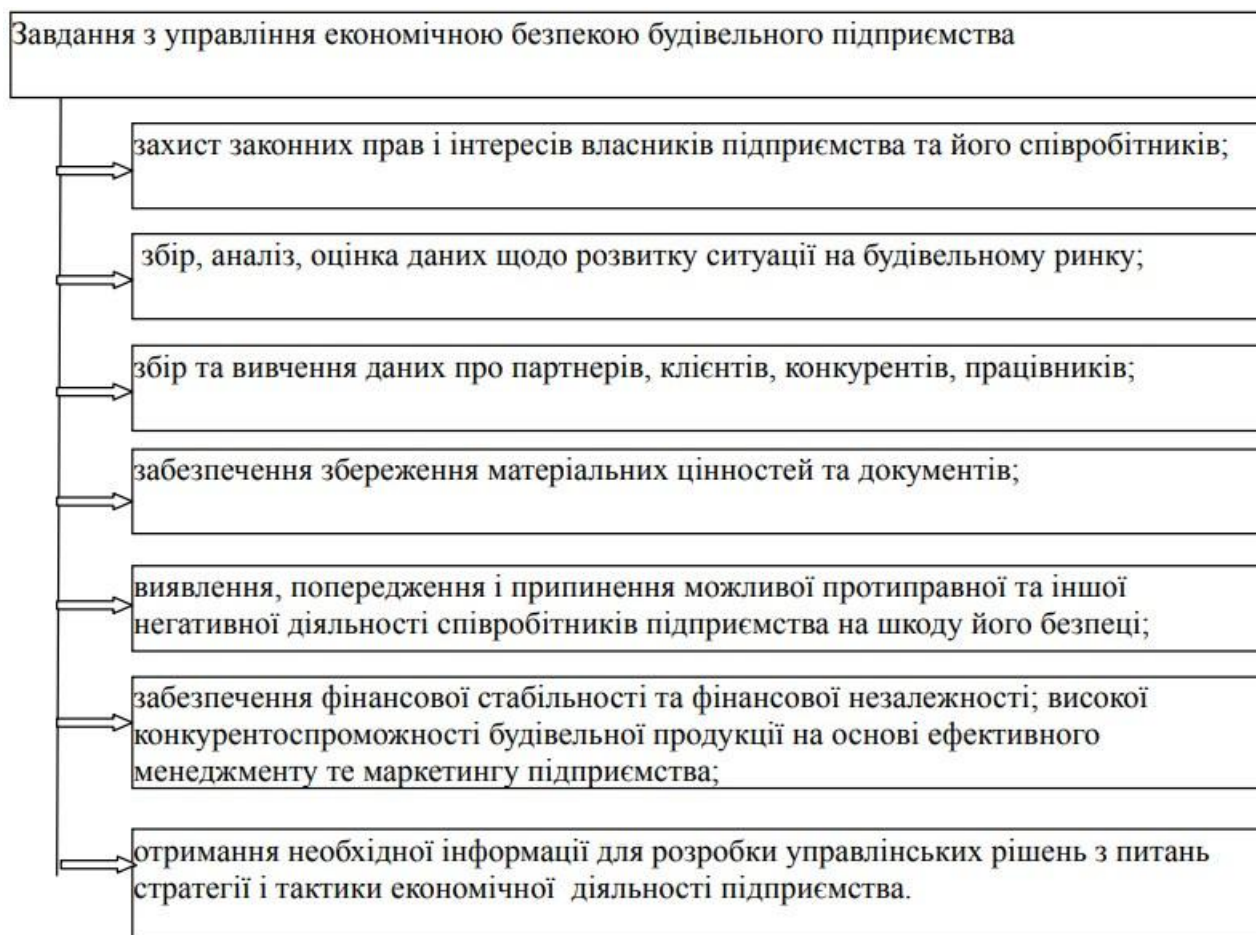 Завдання з управління економічною безпекою будівельного підприємства
захист законних прав і інтересів власників підприємства та його співробітників;
збір, аналіз, оцінка даних щодо розвитку ситуації на будівельному ринку;
збір та вивчення даних про партнерів, клієнтів, конкурентів, працівників;
забезпечення збереження матеріальних цінностей та документів;
виявлення, попередження і припинення можливої протиправної та іншої
негативної діяльності співробітників підприємства на шкоду його безпеці;
забезпечення фінансової стабільності та фінансової незалежності; високої
конкурентоспроможності будівельної продукції на основі ефективного
менеджменту те маркетингу підприємства;
отримання необхідної інформації для розробки управлінських рішень з питань
стратегії і тактики економічної діяльності підприємства.